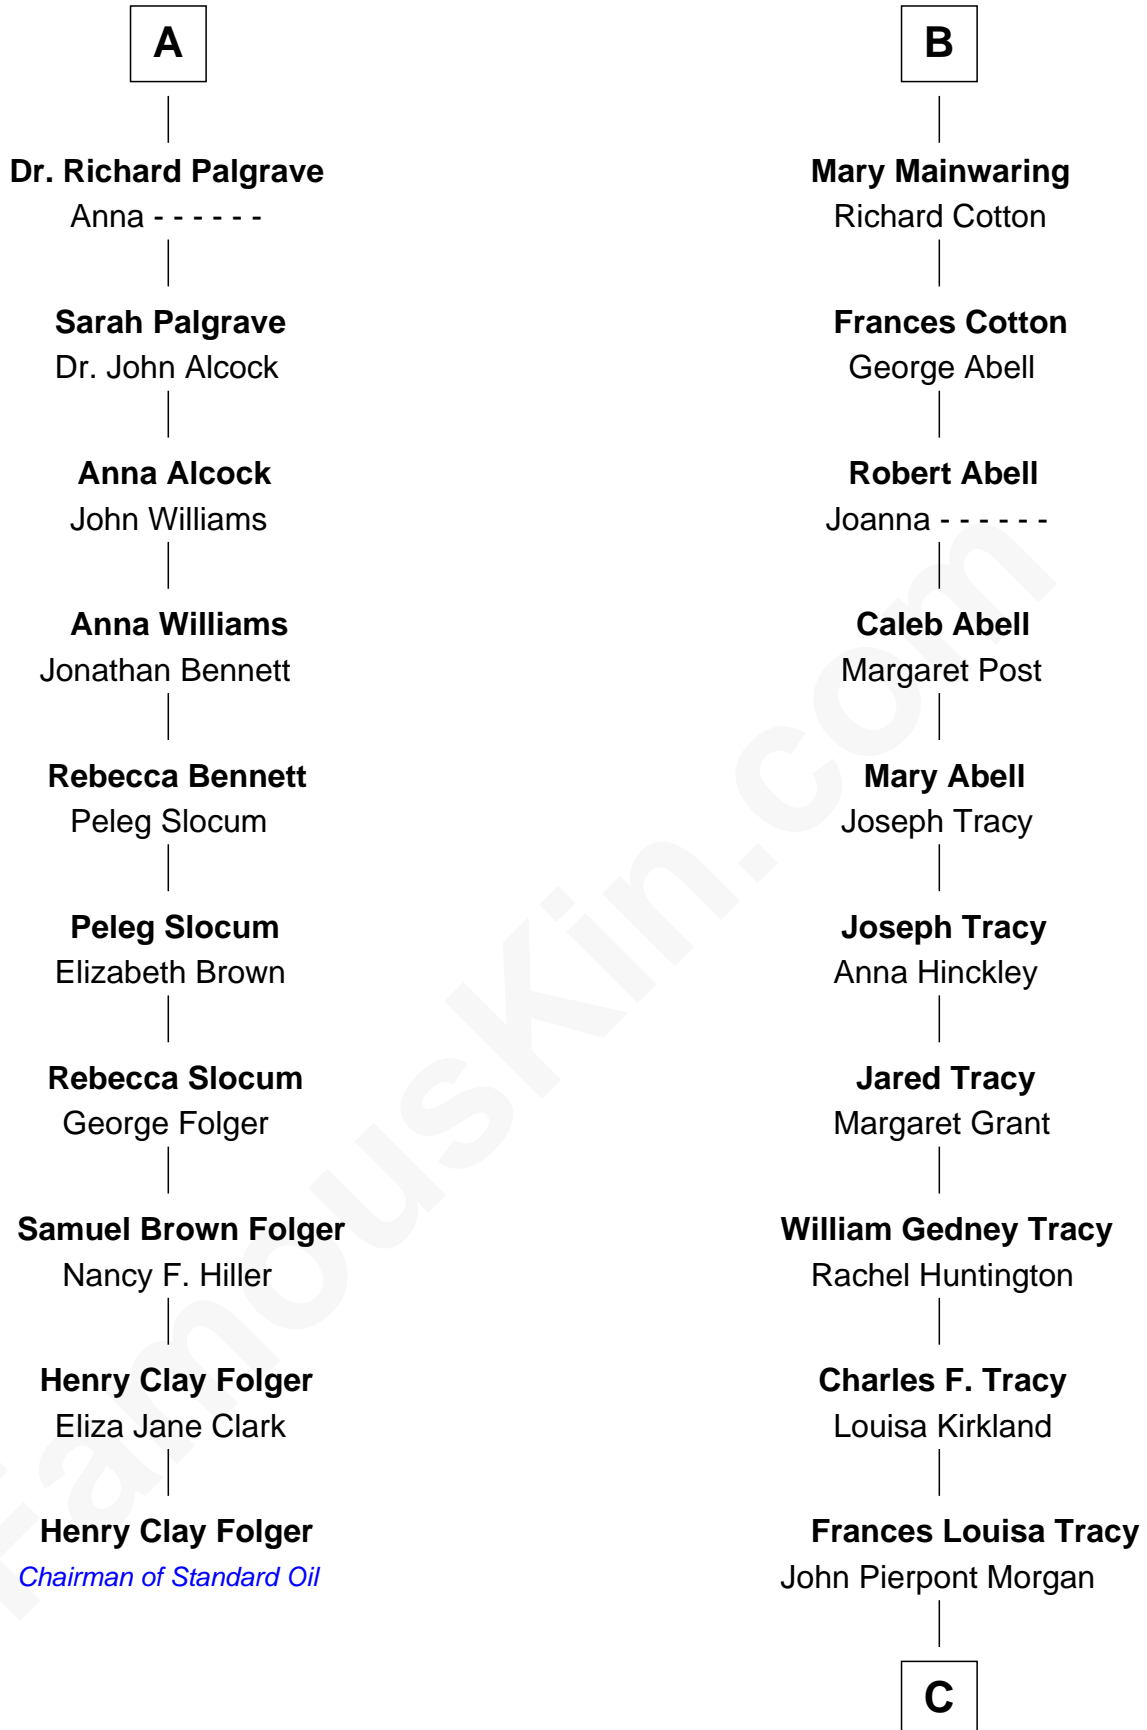 A
Dr. Richard Palgrave
Anna - - - - - -
Sarah Palgrave
Dr. John Alcock
Anna Alcock
John Williams
Anna Williams
Jonathan Bennett
Rebecca Bennett
Peleg Slocum
Peleg Slocum
Elizabeth Brown
Rebecca Slocum
George Folger
Samuel Brown Folger
Nancy F. Hiller
Henry Clay Folger
Eliza Jane Clark
Henry Clay Folger
Chairman of Standard Oil
B
Mary Mainwaring
Richard Cotton
Frances Cotton
George Abell
Robert Abell
Joanna - - - - - -
Caleb Abell
Margaret Post
Mary Abell
Joseph Tracy
Joseph Tracy
Anna Hinckley
Jared Tracy
Margaret Grant
William Gedney Tracy
Rachel Huntington
Charles F. Tracy
Louisa Kirkland
Frances Louisa Tracy
John Pierpont Morgan
C
FamousKin.com